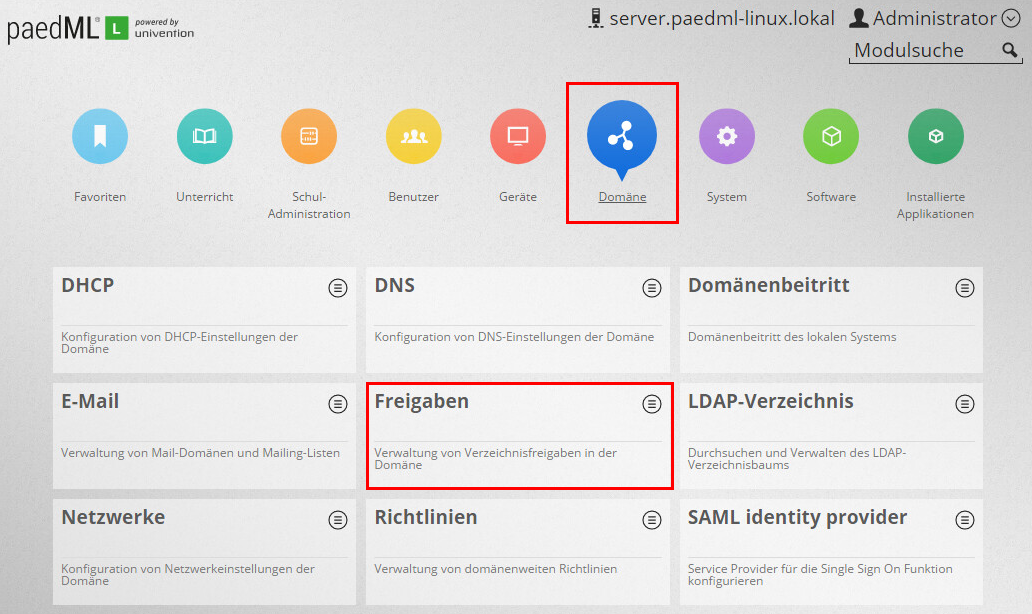 paedML L powered by univention
server.paedml-linux.lokal Administrator
Modulsuche
Favoriten
Unterricht
Schul-
Administration
Benutzer
Geräte
Domäne
System
Software
Installierte
Applikationen
DHCP
Konfiguration von DHCP-Einstellungen der
Domäne
DNS
Konfiguration von DNS-Einstellungen der Domäne
Domänenbeitritt
Domänenbeitritt des lokalen Systems
E-Mail
Verwaltung von Mail-Domänen und Mailing-Listen
Freigaben
Verwaltung von Verzeichnisfreigaben in der
Domäne
LDAP-Verzeichnis
Durchsuchen und Verwalten des LDAP-
Verzeichnisbaums
Netzwerke
Konfiguration von Netzwerkeinstellungen der
Domäne
Richtlinien
Verwaltung von domänenweiten Richtlinien
SAML identity provider
Service Provider für die Single Sign On Funktion
konfigurieren